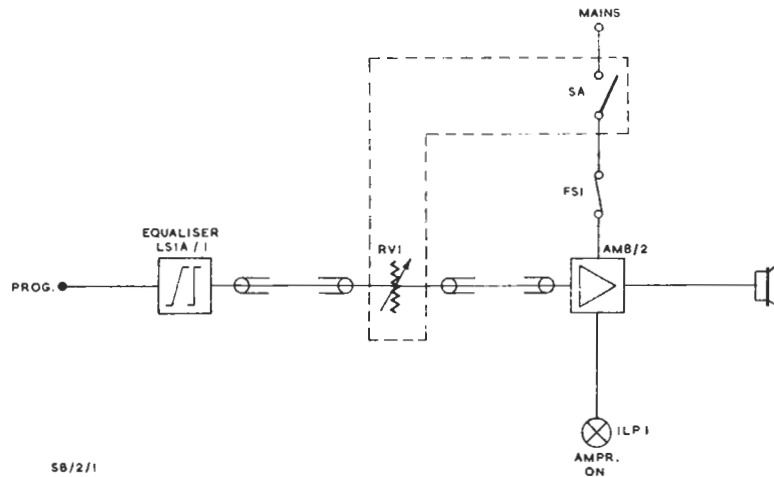 MAINS
SA
FS1
EQUALISER
LS1A / 1
RV1
AM8/2
PROG.
ILP1
AMPR.
ON
S8/2/1